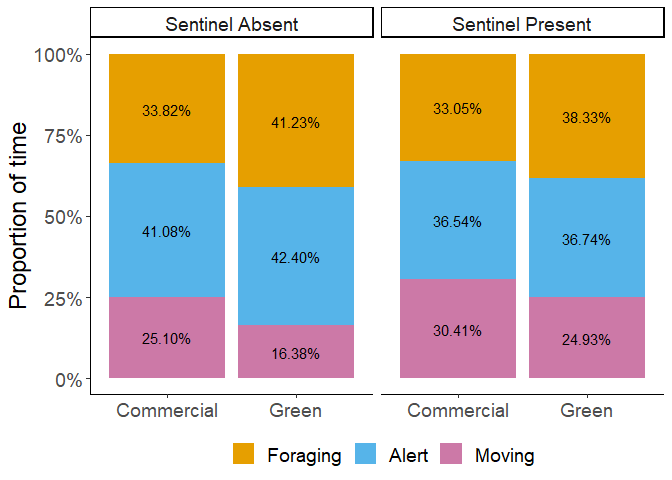 Sentinel Absent
Sentinel Present
Proportion of time
100%
75%
50%
25%
0%
33.82%
41.23%
41.08%
42.40%
25.10%
16.38%
33.05%
38.33%
36.54%
36.74%
30.41%
24.93%
Commercial
Green
Commercial
Green
Foraging
Alert
Moving